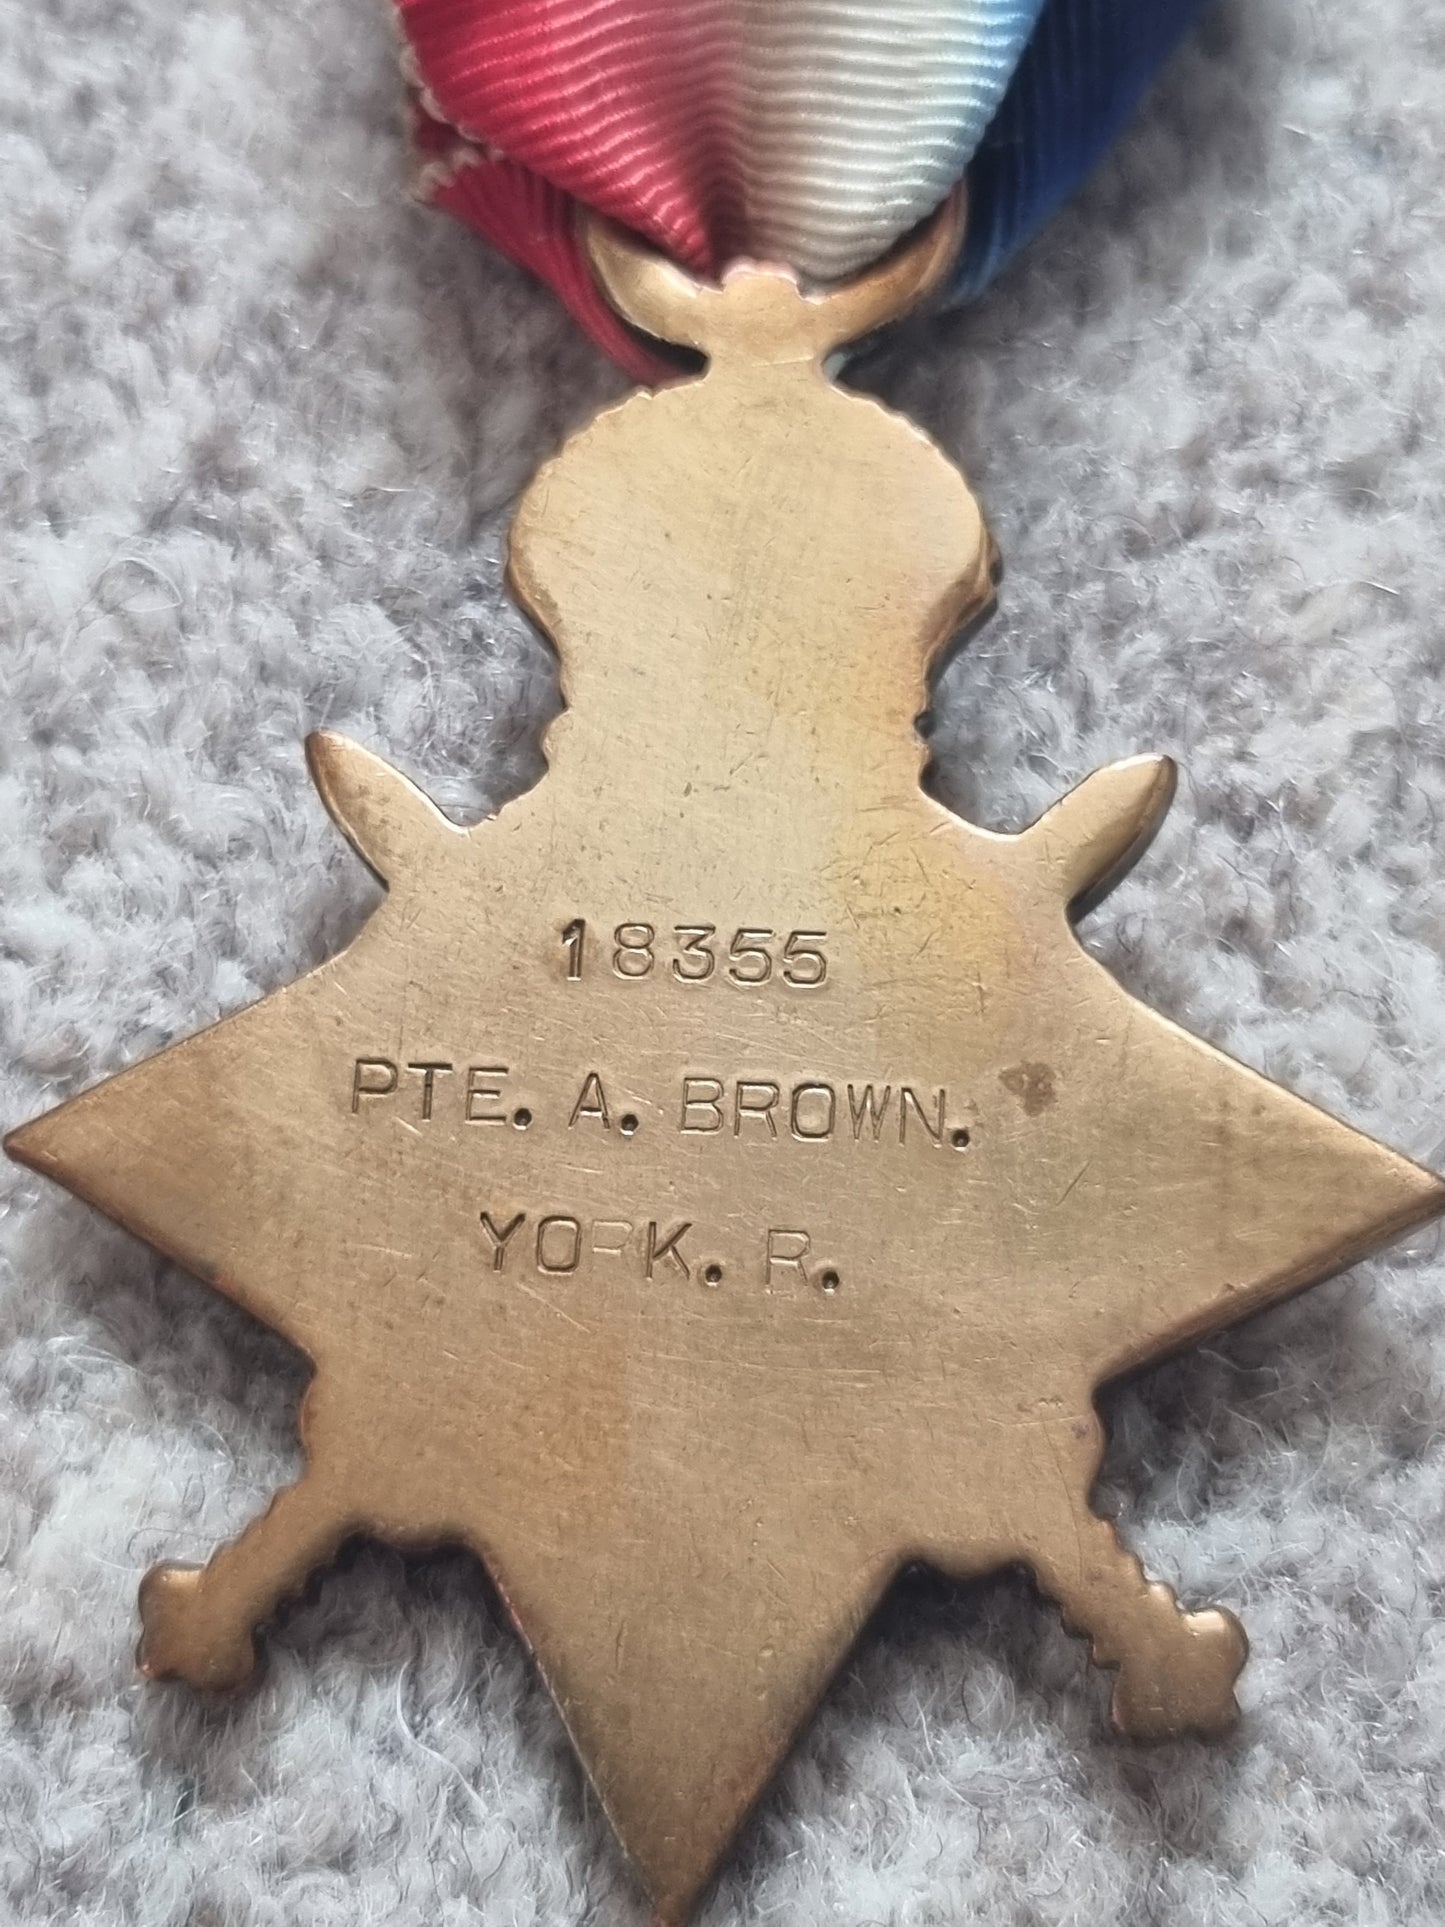 18355
PTE. A. BROWN.
YORK. R.